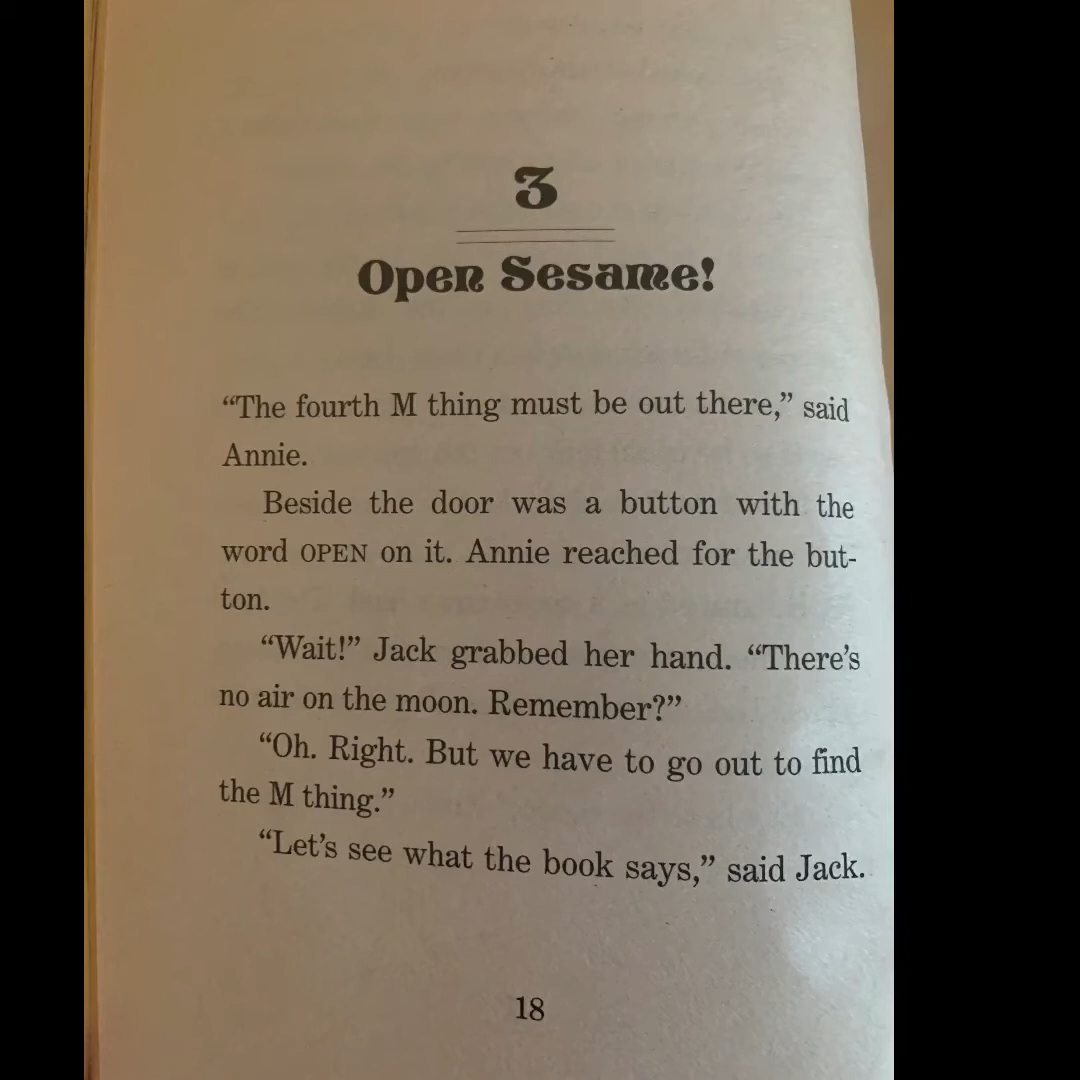 3
Open Sesame!
“The fourth M thing must be out there,” said
Annie.
Beside the door was a button with the
word OPEN on it. Annie reached for the but-
ton.
“Wait!” Jack grabbed her hand. “There’s
no air on the moon. Remember?”
“Oh. Right. But we have to go out to find
the M thing.”
“Let’s see what the book says,” said Jack.
18